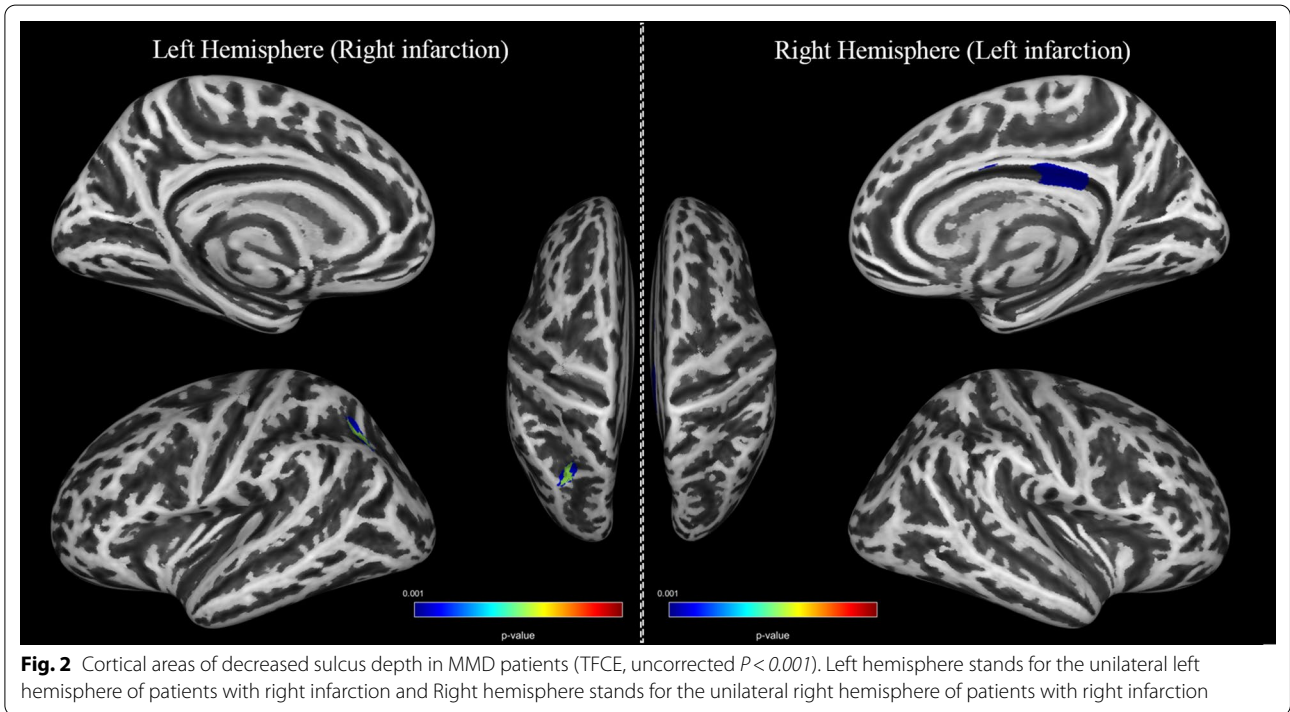 Left Hemisphere (Right infarction)
Right Hemisphere (Left infarction)
0.001
p-value
0.001
p-value
Fig. 2 Cortical areas of decreased sulcus depth in MMD patients (TFCE, uncorrected P < 0.001). Left hemisphere stands for the unilateral left
hemisphere of patients with right infarction and Right hemisphere stands for the unilateral right hemisphere of patients with right infarction